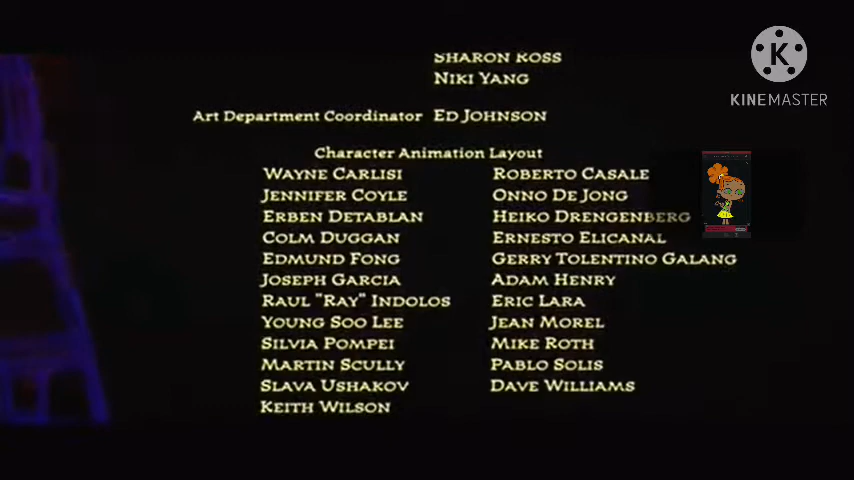 SHARON ROSS
NIKI YANG
Art Department Coordinator ED JOHNSON
Character Animation Layout
WAYNE CARLISI ROBERTO CASALE
JENNIFER COYLE ONNO DE JONG
ERBEN DETABLAN HEIKO DRENGENBERG
COLM DUGGAN ERNESTO ELICANAL
EDMUND FONG GERRY TOLENTINO GALANG
JOSEPH GARCIA ADAM HENRY
RAUL "RAY" INDOLOS ERIC LARA
YOUNG SOO LEE JEAN MOREL
SILVIA POMPEI MIKE ROTH
MARTIN SCULLY PABLO SOLIS
SLAVA USHAKOV DAVE WILLIAMS
KEITH WILSON
K
KINEMASTER